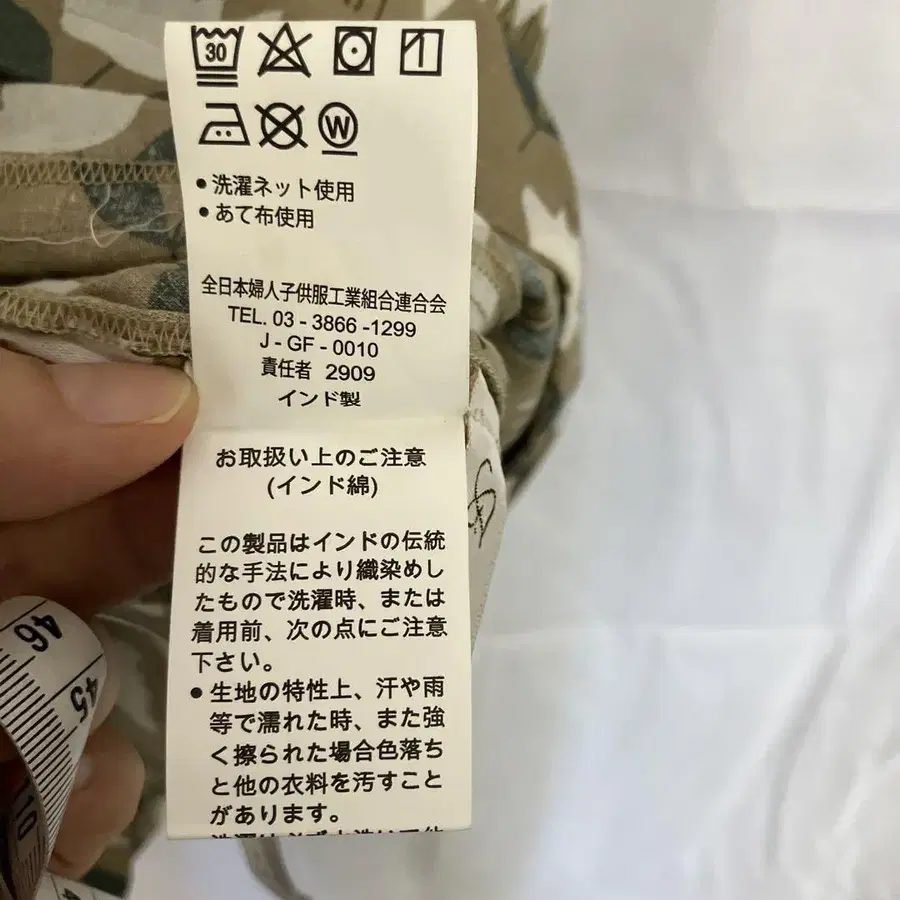 30
W
● 洗濯ネット使用
● あて布使用
全日本婦人子供服工業組合連合会
TEL. 03 - 3866 -1299
J - GF - 0010
責任者 2909
インド製
お取扱い上のご注意
(インド綿)
この製品はインドの伝統
的な手法により織染めし
たもので洗濯時、または
着用前、次の点にご注意
下さい。
● 生地の特性上、汗や雨
等で濡れた時、また強
く擦られた場合色落ち
と他の衣料を汚すこと
があります。
46
45
10